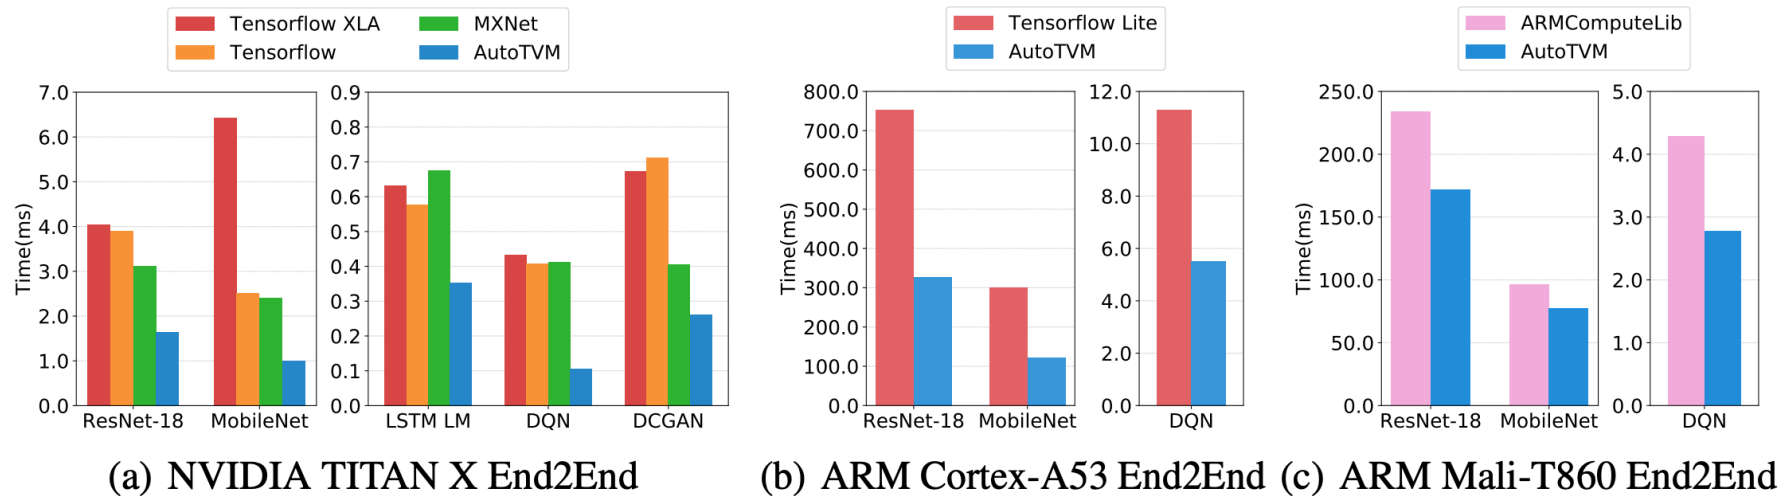 Tensorflow XLA
Tensorflow
MXNet
AutoTVM
Time(ms)
7.0
6.0
5.0
4.0
3.0
2.0
1.0
0.0
ResNet-18 MobileNet
0.9
0.8
0.7
0.6
0.5
0.4
0.3
0.2
0.1
0.0
LSTM LM DQN DCGAN
(a) NVIDIA TITAN X End2End
Tensorflow Lite
AutoTVM
Time(ms)
800.0
700.0
600.0
500.0
400.0
300.0
200.0
100.0
0.0
ResNet-18 MobileNet
12.0
10.0
8.0
6.0
4.0
2.0
0.0
DQN
(b) ARM Cortex-A53 End2End
ARMComputeLib
AutoTVM
Time(ms)
250.0
200.0
150.0
100.0
50.0
0.0
ResNet-18 MobileNet
5.0
4.0
3.0
2.0
1.0
0.0
DQN
(c) ARM Mali-T860 End2End